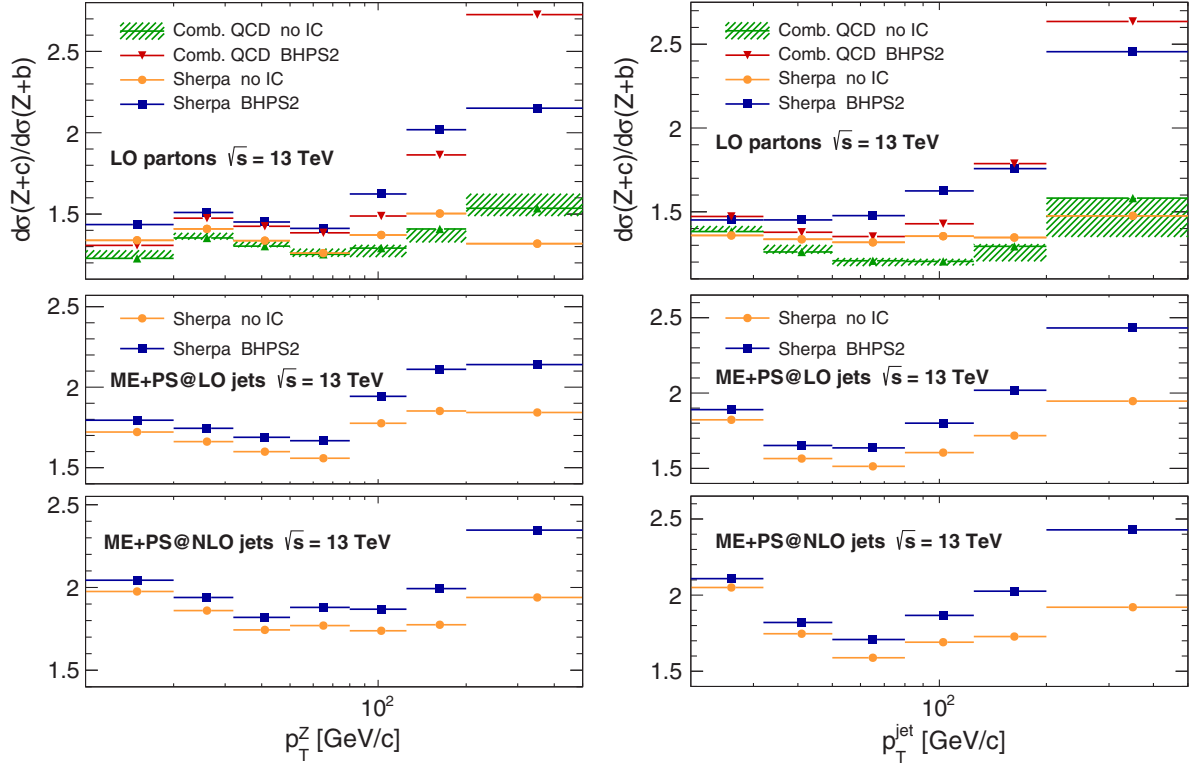 dσ(Z+c)/dσ(Z+b)
2.5
2
1.5
Comb. QCD no IC
Comb. QCD BHPS2
Sherpa no IC
Sherpa BHPS2
LO partons √s = 13 TeV
2.5
2
1.5
Sherpa no IC
Sherpa BHPS2
ME+PS@LO jets √s = 13 TeV
2.5
2
1.5
ME+PS@NLO jets √s = 13 TeV
10²
p_T^Z [GeV/c]
dσ(Z+c)/dσ(Z+b)
2.5
2
1.5
Comb. QCD no IC
Comb. QCD BHPS2
Sherpa no IC
Sherpa BHPS2
LO partons √s = 13 TeV
2.5
2
1.5
Sherpa no IC
Sherpa BHPS2
ME+PS@LO jets √s = 13 TeV
2.5
2
1.5
ME+PS@NLO jets √s = 13 TeV
10²
p_T^jet [GeV/c]